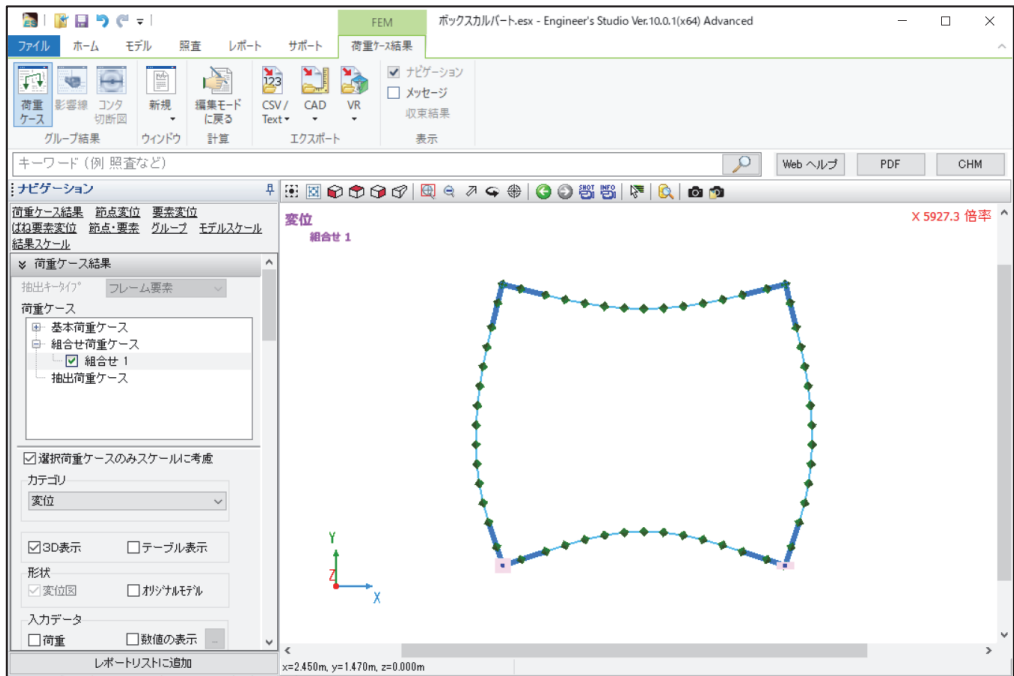 FEM
ボックスカルバート.esx - Engineer's Studio Ver.10.0.1(x64) Advanced
ファイル ホーム モデル 照査 レポート サポート 荷重ケース結果
荷重ケース
影響線
コンタ切断図
グループ結果
新規
ウィンドウ
編集モードに戻る
計算
123
CSV/Text
CAD
VR
エクスポート
ナビゲーション
メッセージ
収束結果
表示
キーワード (例 照査など)
Web ヘルプ
PDF
CHM
ナビゲーション
荷重ケース結果 節点変位 要素変位
ばね要素変位 節点・要素 グループ モデルスケール
結果スケール
荷重ケース結果
抽出キータイプ フレーム要素
荷重ケース
基本荷重ケース
組合せ荷重ケース
組合せ 1
抽出荷重ケース
選択荷重ケースのみスケールに考慮
カテゴリ
変位
3D表示 テーブル表示
形状
変位図 オリジナルモデル
入力データ
荷重 数値の表示 ...
レポートリストに追加
SHOT INFO
変位
組合せ 1
X 5927.3 倍率
Y
Z
X
x=2.450m, y=1.470m, z=0.000m